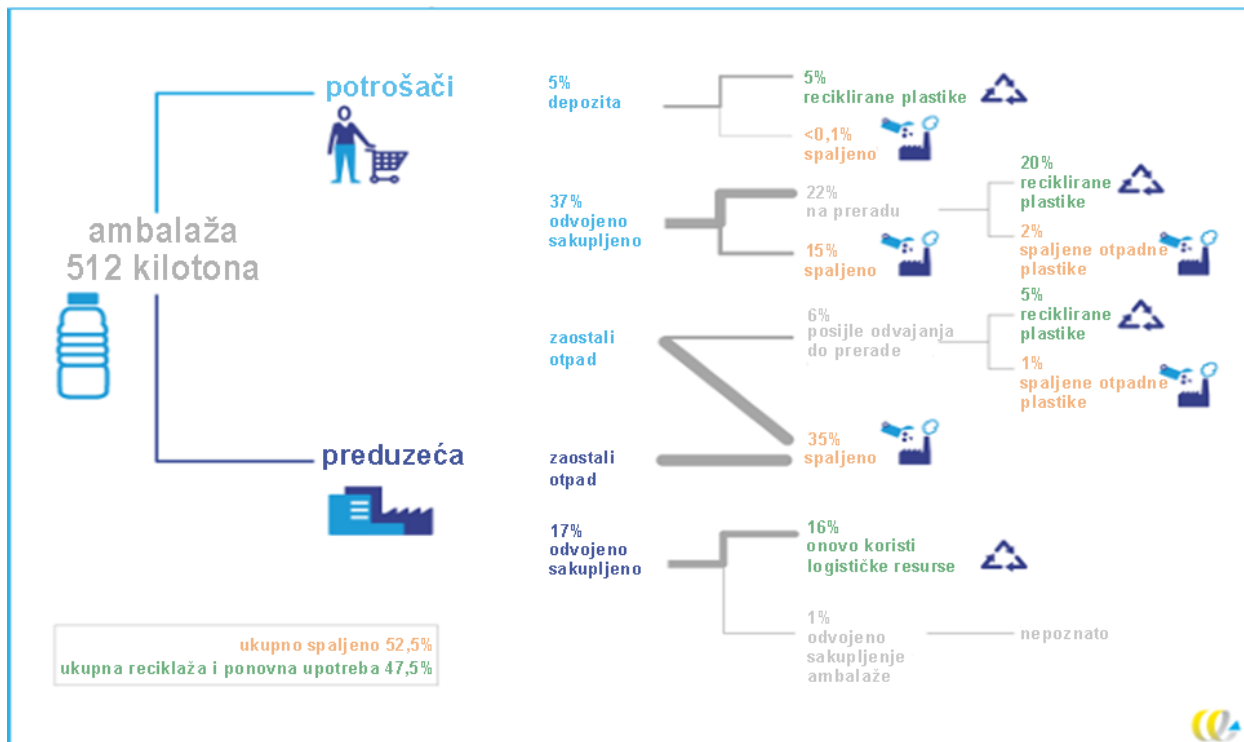 potrošači
5%
depozita
5%
reciklirane plastike
<0,1%
spaljeno
37%
odvojeno
sakupljeno
22%
na preradu
20%
reciklirane
plastike
2%
spaljene otpadne
plastike
15%
spaljeno
ambalaža
512 kilotona
zaostali
otpad
6%
posijle odvajanja
do prerade
5%
reciklirane
plastike
1%
spaljene otpadne
plastike
35%
spaljeno
preduzeća
zaostali
otpad
17%
odvojeno
sakupljeno
16%
onovo koristi
logističke resurse
1%
odvojeno
sakupljenje
ambalaže
nepoznato
ukupno spaljeno 52,5%
ukupna reciklaža i ponovna upotreba 47,5%